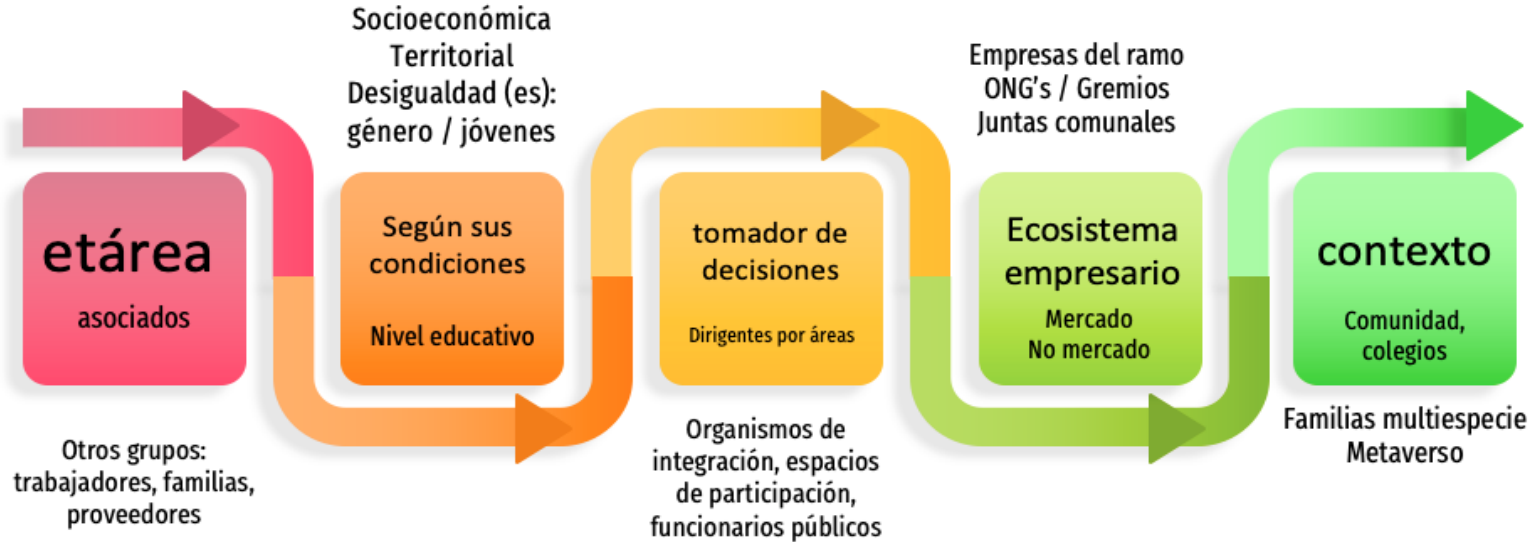 etárea
asociados
Otros grupos:
trabajadores, familias,
proveedores
Socioeconómica
Territorial
Desigualdad (es):
género / jóvenes
Según sus
condiciones
Nivel educativo
tomador de
decisiones
Dirigentes por áreas
Organismos de
integración, espacios
de participación,
funcionarios públicos
Empresas del ramo
ONG's / Gremios
Juntas comunales
Ecosistema
empresario
Mercado
No mercado
contexto
Comunidad,
colegios
Familias multiespecie
Metaverso